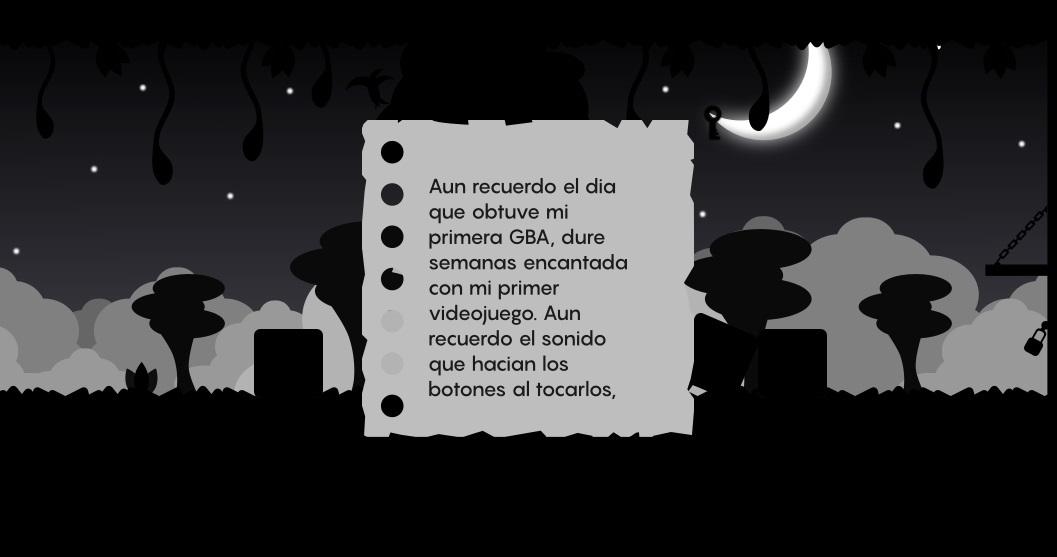 Aun recuerdo el dia
que obtuve mi
primera GBA, dure
semanas encantada
con mi primer
videojuego. Aun
recuerdo el sonido
que hacian los
botones al tocarlos,